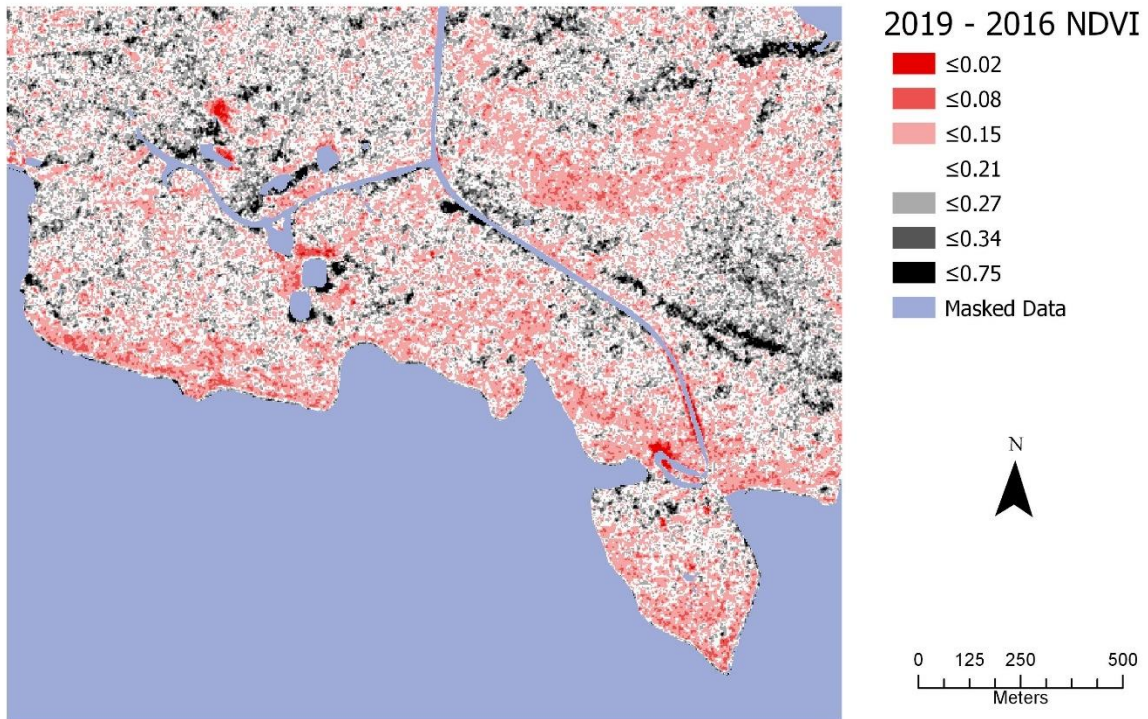 2019 - 2016 NDVI
≤0.02
≤0.08
≤0.15
≤0.21
≤0.27
≤0.34
≤0.75
Masked Data
N
0 125 250 500
Meters